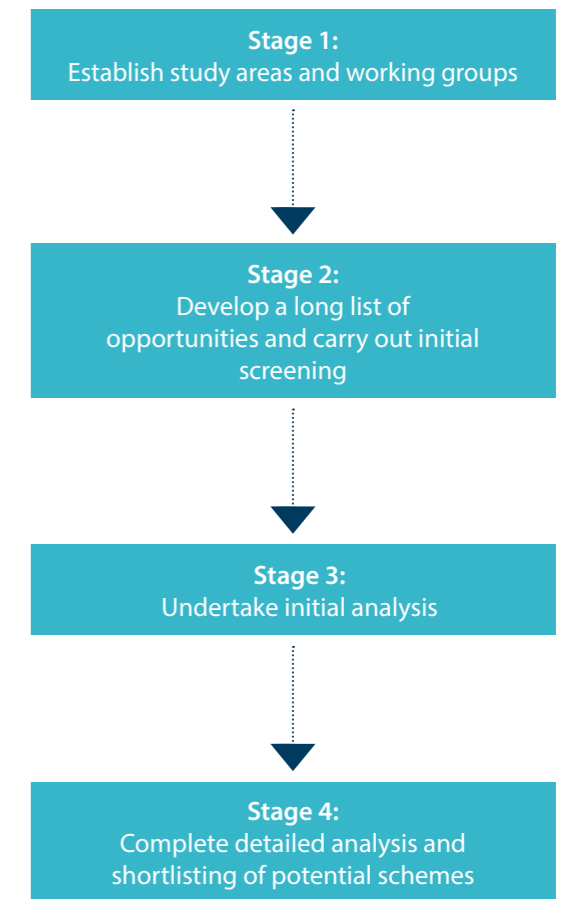 Stage 1:
Establish study areas and working groups
Stage 2:
Develop a long list of
opportunities and carry out initial
screening
Stage 3:
Undertake initial analysis
Stage 4:
Complete detailed analysis and
shortlisting of potential schemes